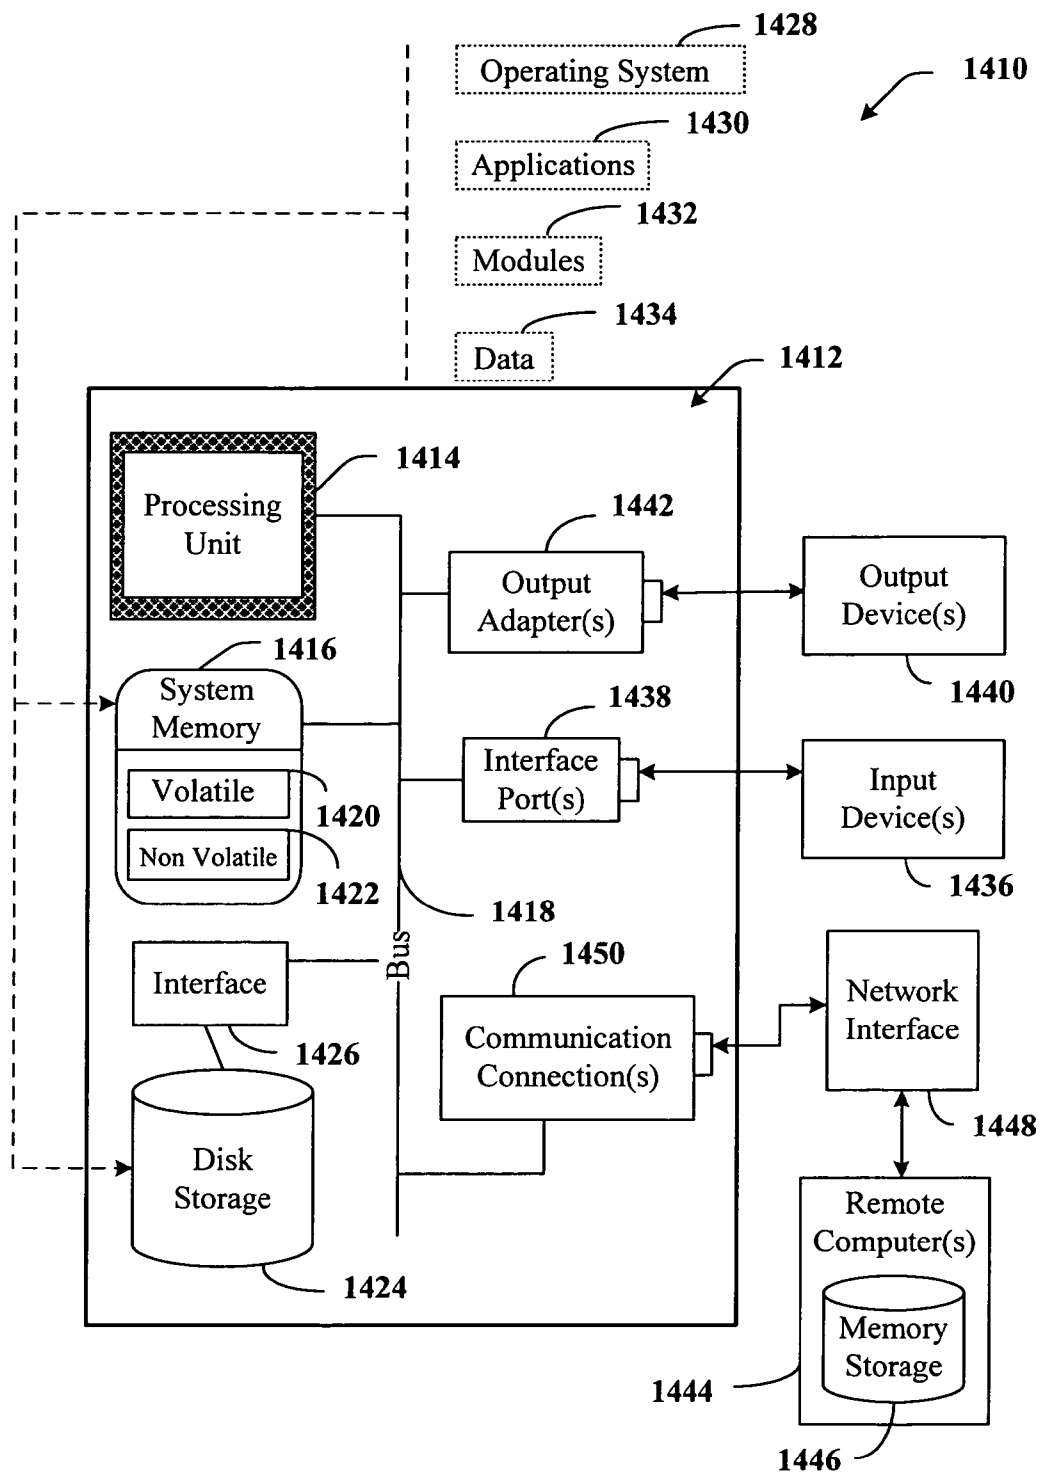 1428
Operating System
1410
1430
Applications
1432
Modules
1434
Data
1412
1414
Processing
Unit
1442
Output
Adapter(s)
Output
Device(s)
1440
1416
System
Memory
Volatile
1420
Non Volatile
1422
1438
Interface
Port(s)
Input
Device(s)
1436
1418
Bus
Interface
1426
1450
Communication
Connection(s)
Network
Interface
1448
Disk
Storage
1424
Remote
Computer(s)
Memory
Storage
1444
1446